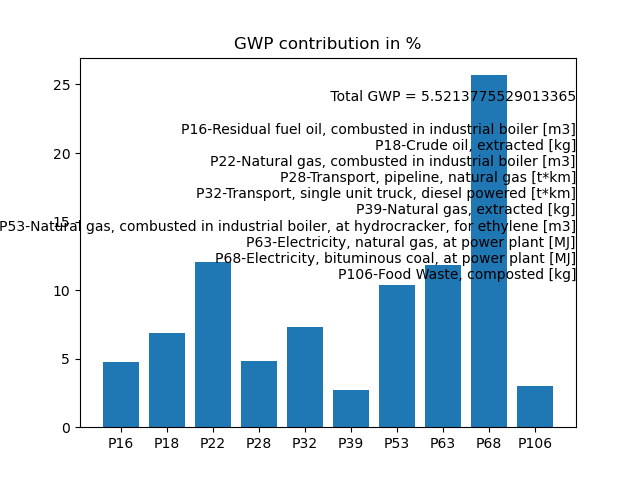 GWP contribution in %
25
20
15
10
5
0
Total GWP = 5.5213775529013365
P16-Residual fuel oil, combusted in industrial boiler [m3]
P18-Crude oil, extracted [kg]
P22-Natural gas, combusted in industrial boiler [m3]
P28-Transport, pipeline, natural gas [t*km]
P32-Transport, single unit truck, diesel powered [t*km]
P39-Natural gas, extracted [kg]
P53-Natural gas, combusted in industrial boiler, at hydrocracker, for ethylene [m3]
P63-Electricity, natural gas, at power plant [MJ]
P68-Electricity, bituminous coal, at power plant [MJ]
P106-Food Waste, composted [kg]
P16 P18 P22 P28 P32 P39 P53 P63 P68 P106